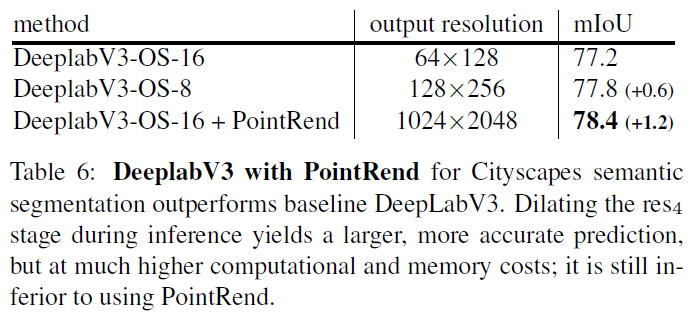 method output resolution mIoU
DeeplabV3-OS-16 64×128 77.2
DeeplabV3-OS-8 128×256 77.8 (+0.6)
DeeplabV3-OS-16 + PointRend 1024×2048 78.4 (+1.2)
Table 6: DeeplabV3 with PointRend for Cityscapes semantic
segmentation outperforms baseline DeepLabV3. Dilating the res4
stage during inference yields a larger, more accurate prediction,
but at much higher computational and memory costs; it is still in-
ferior to using PointRend.